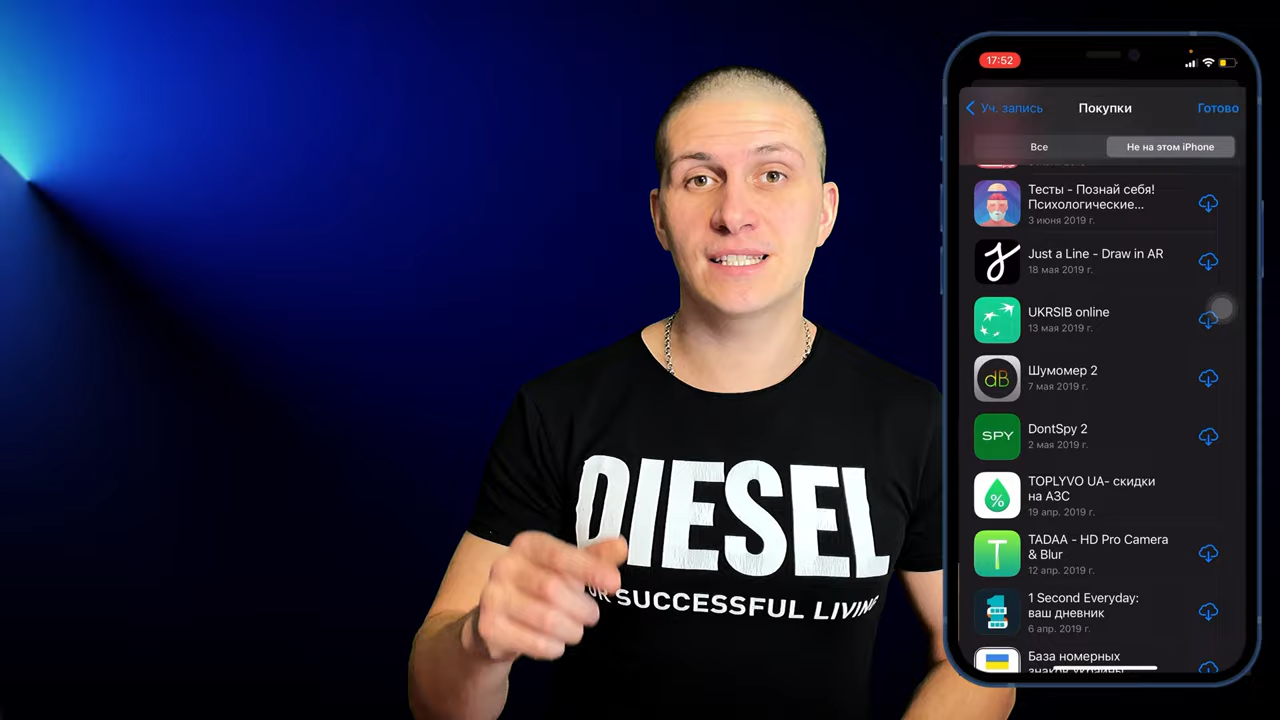 DIESEL
FOR SUCCESSFUL LIVING
17:52
Уч. запись
Покупки
Готово
Все
Не на этом iPhone
Тесты - Познай себя!
Психологические...
3 июня 2019 г.
Just a Line - Draw in AR
18 мая 2019 г.
UKRSIB online
13 мая 2019 г.
dB
Шумомер 2
7 мая 2019 г.
SPY
DontSpy 2
2 мая 2019 г.
%
TOPLYVO UA- скидки
на АЗС
19 апр. 2019 г.
T
TADAA - HD Pro Camera
& Blur
12 апр. 2019 г.
1 Second Everyday:
ваш дневник
6 апр. 2019 г.
База номерных
знаков Украины